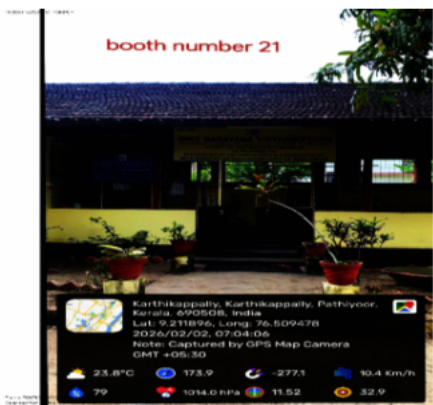 booth number 21
Karthikappally, Karthikappally, Pathiyoor,
Kerala, 690508, India
Lat: 9.211896, Long: 76.509478
2026/02/02, 07:04:06
Note: Captured by GPS Map Camera
GMT +05:30
23.8°C 173.9 -277.1 10.4 Km/h
79 1014.0 hPa 11.52 32.9